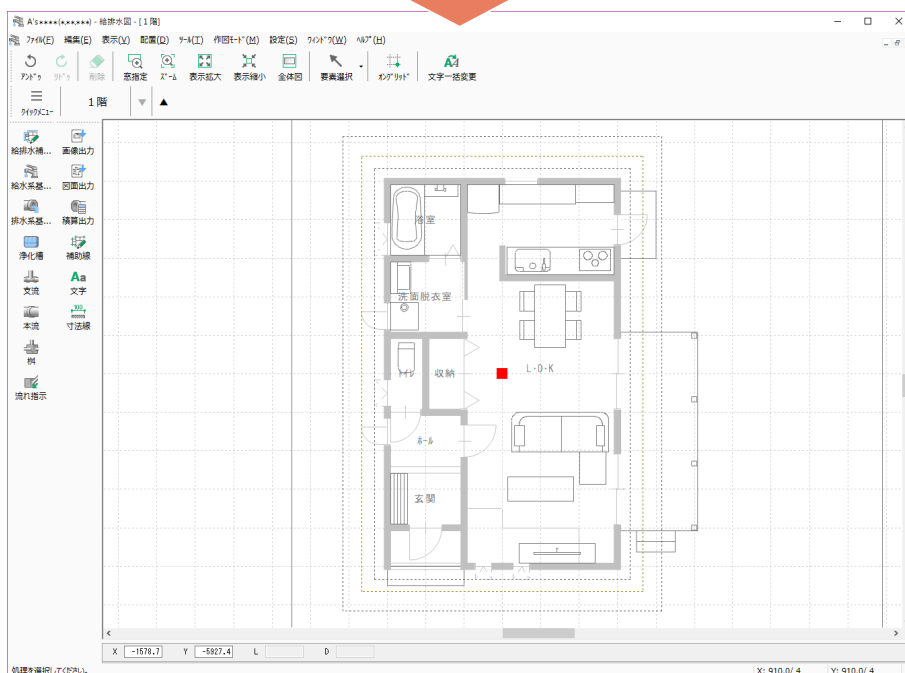 A's****(*,**,***) - 給排水図 - [1 階]
ﾌｧｲﾙ(F) 編集(E) 表示(V) 配置(D) ﾂｰﾙ(T) 作図ﾓｰﾄﾞ(M) 設定(S) ｳｨﾝﾄﾞｳ(W) ﾍﾙﾌﾟ(H)
ｱﾝﾄﾞｩ ﾘﾄﾞｩ 削除 窓指定 ｽﾞｰﾑ 表示拡大 表示縮小 全体図 要素選択 ｵﾝｸﾞﾘｯﾄﾞ 文字一括変更
ｸｲｯｸﾒﾆｭｰ 1 階
給排水補... 画像出力
給水系基... 図面出力
排水系基... 積算出力
浄化槽 補助線
支流 文字
本流 寸法線
桝
流れ指示
浴室
洗面脱衣室
ﾄｲﾚ 収納 L・D・K
ﾎｰﾙ
玄関
X -1578.7 Y -5927.4 L D
処理を選択してください。 X: 910.0/ 4 Y: 910.0/ 4